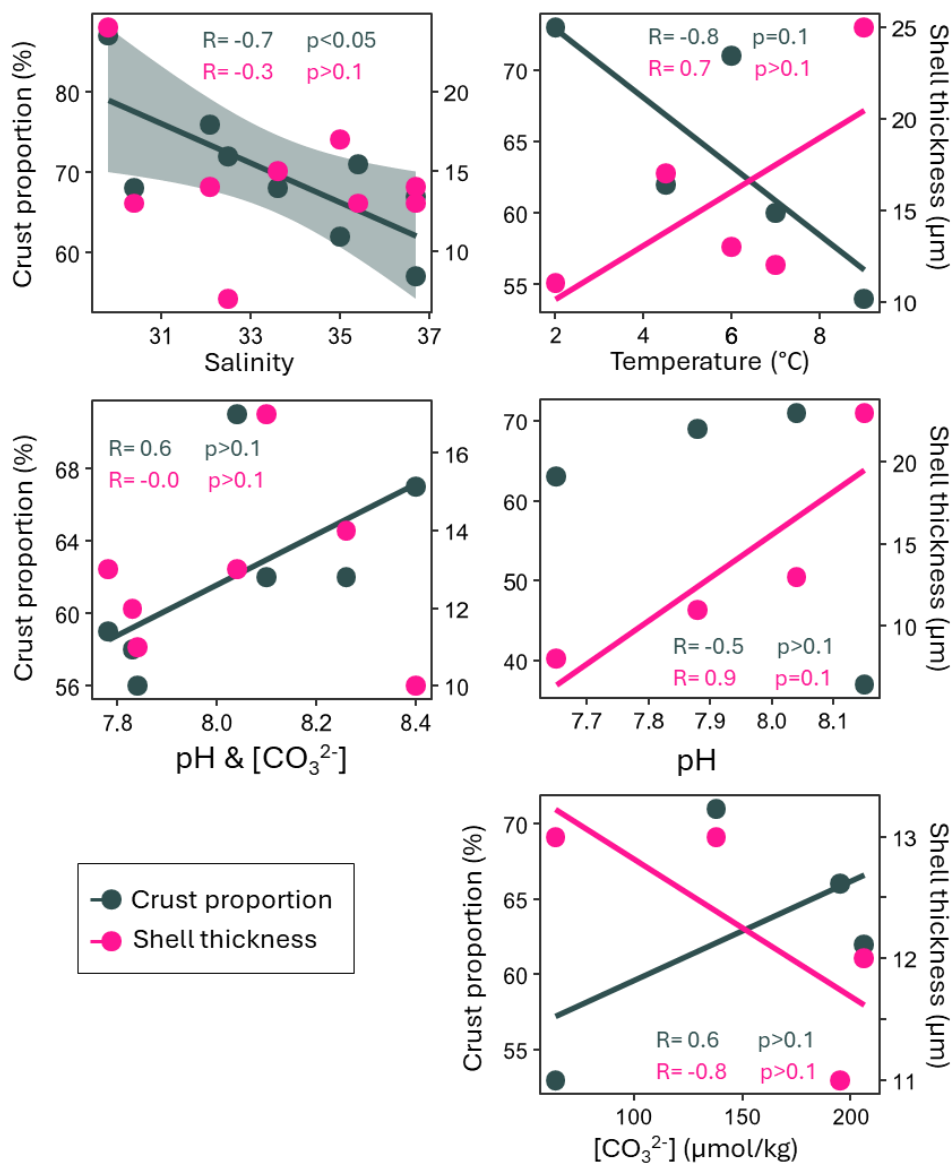 Crust proportion (%)
80
70
60
R= -0.7 p<0.05
R= -0.3 p>0.1
20
15
10
31 33 35 37
Salinity
70
65
60
55
R= -0.8 p=0.1
R= 0.7 p>0.1
25
20
15
10
Shell thickness (µm)
2 4 6 8
Temperature (°C)
Crust proportion (%)
68
64
60
56
R= 0.6 p>0.1
R= -0.0 p>0.1
16
14
12
10
7.8 8.0 8.2 8.4
pH & [CO₃²⁻]
70
60
50
40
R= -0.5 p>0.1
R= 0.9 p=0.1
20
15
10
Shell thickness (µm)
7.7 7.8 7.9 8.0 8.1
pH
Crust proportion
Shell thickness
Crust proportion (%)
70
65
60
55
R= 0.6 p>0.1
R= -0.8 p>0.1
13
12
11
Shell thickness (µm)
100 150 200
[CO₃²⁻] (µmol/kg)